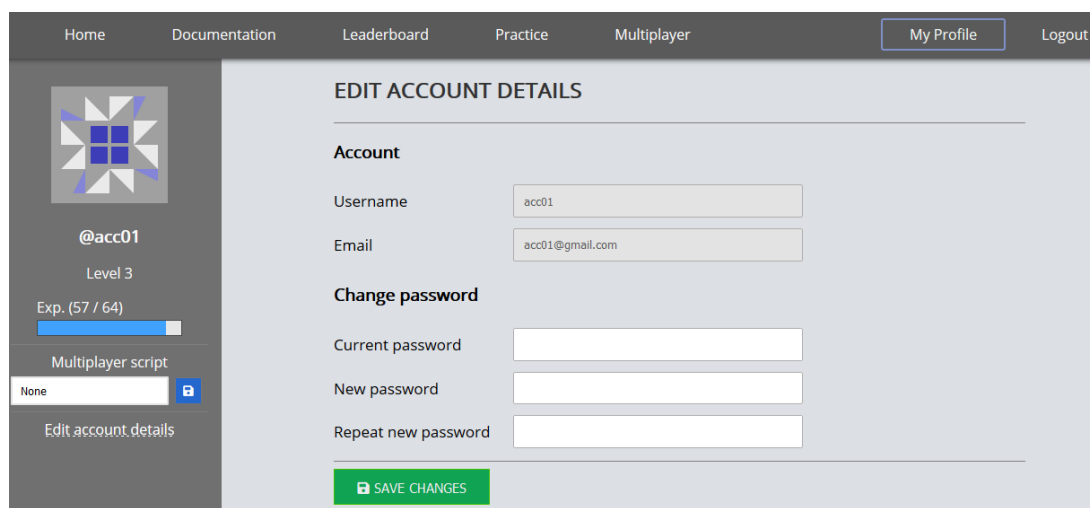 Home Documentation Leaderboard Practice Multiplayer My Profile Logout
@acc01
Level 3
Exp. (57 / 64)
Multiplayer script
None
Edit account details
EDIT ACCOUNT DETAILS
Account
Username acc01
Email acc01@gmail.com
Change password
Current password
New password
Repeat new password
SAVE CHANGES